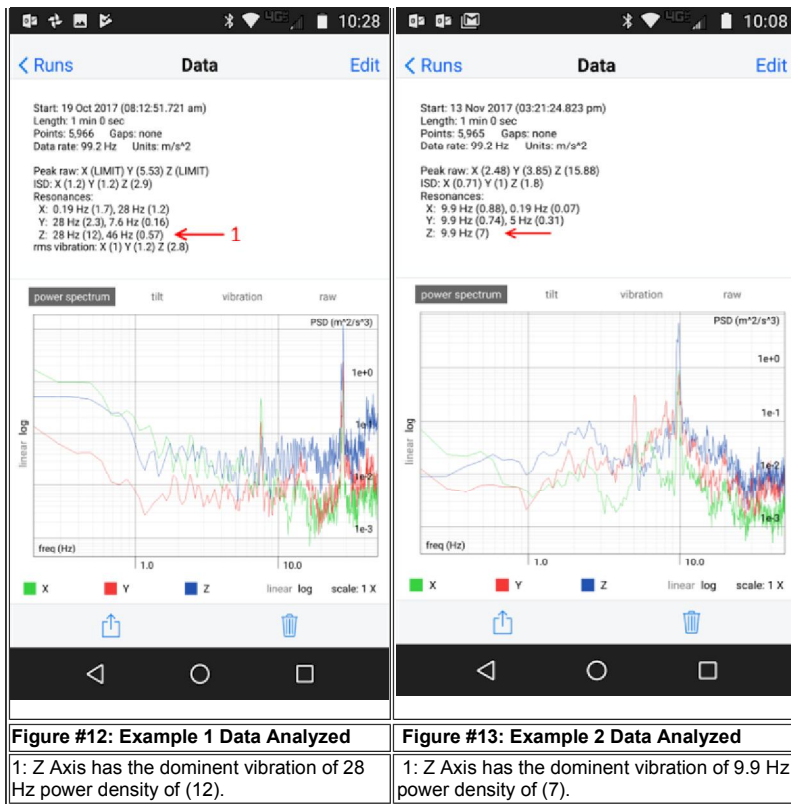 10:28
< Runs
Data
Edit
Start: 19 Oct 2017 (08:12:51.721 am)
Length: 1 min 0 sec
Points: 5,966 Gaps: none
Data rate: 99.2 Hz Units: m/s^2
Peak raw: X (LIMIT) Y (5.53) Z (LIMIT)
ISD: X (1.2) Y (1.2) Z (2.9)
Resonances:
X: 0.19 Hz (1.7), 28 Hz (1.2)
Y: 28 Hz (2.3), 7.6 Hz (0.16)
Z: 28 Hz (12), 46 Hz (0.57)
1
rms vibration: X (1) Y (1.2) Z (2.8)
power spectrum tilt vibration raw
PSD (m^2/s^3)
1e+0
1e-1
linear log
1e-2
1e-3
freq (Hz)
1.0 10.0
X Y Z linear log scale: 1 X
Figure #12: Example 1 Data Analyzed
1: Z Axis has the dominent vibration of 28
Hz power density of (12).
4G
10:08
< Runs
Data
Edit
Start: 13 Nov 2017 (03:21:24.823 pm)
Length: 1 min 0 sec
Points: 5,965 Gaps: none
Data rate: 99.2 Hz Units: m/s^2
Peak raw: X (2.48) Y (3.85) Z (15.88)
ISD: X (0.71) Y (1) Z (1.8)
Resonances:
X: 9.9 Hz (0.88), 0.19 Hz (0.07)
Y: 9.9 Hz (0.74), 5 Hz (0.31)
Z: 9.9 Hz (7)
power spectrum tilt vibration raw
PSD (m^2/s^3)
1e+0
1e-1
linear log
1e-2
1e-3
freq (Hz)
1.0 10.0
X Y Z linear log scale: 1 X
Figure #13: Example 2 Data Analyzed
1: Z Axis has the dominent vibration of 9.9 Hz
power density of (7).